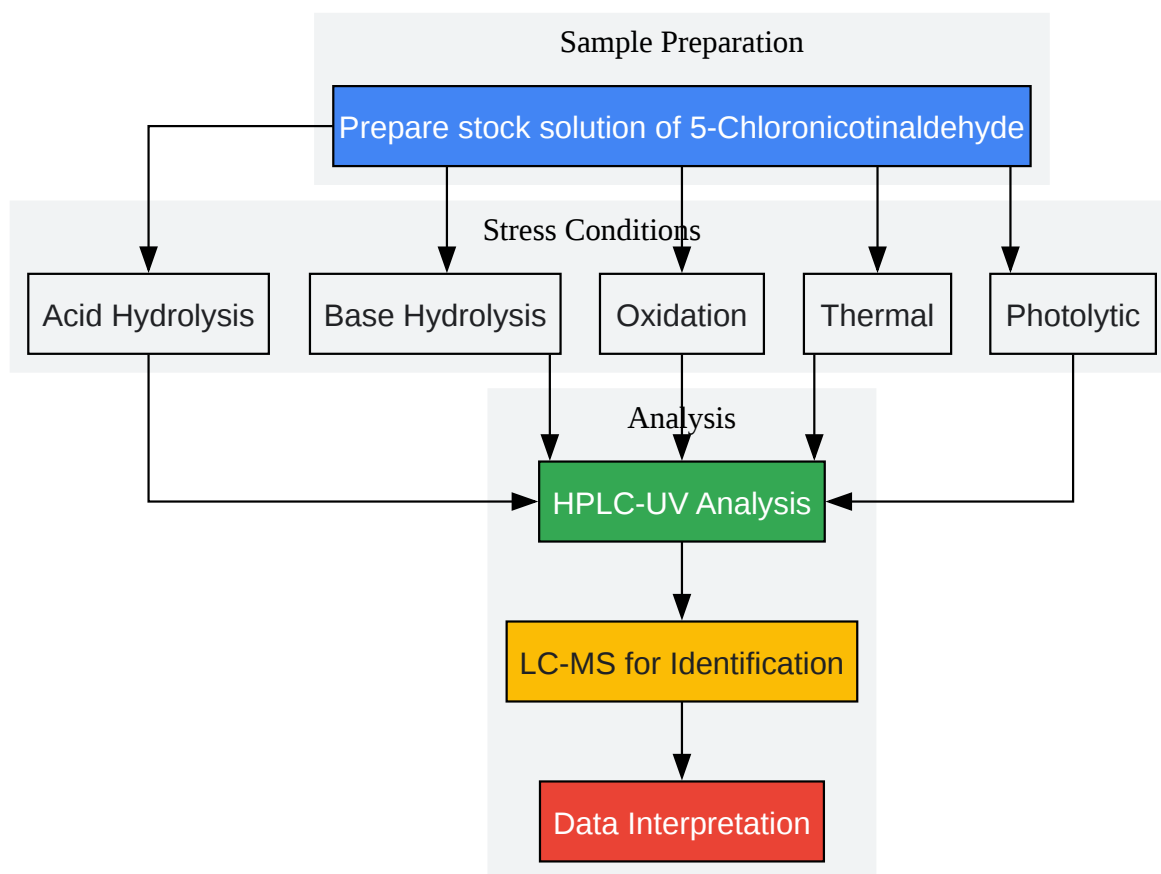 Sample Preparation
Prepare stock solution of 5-Chloronicotinaldehyde
Stress Conditions
Acid Hydrolysis
Base Hydrolysis
Oxidation
Thermal
Photolytic
Analysis
HPLC-UV Analysis
LC-MS for Identification
Data Interpretation